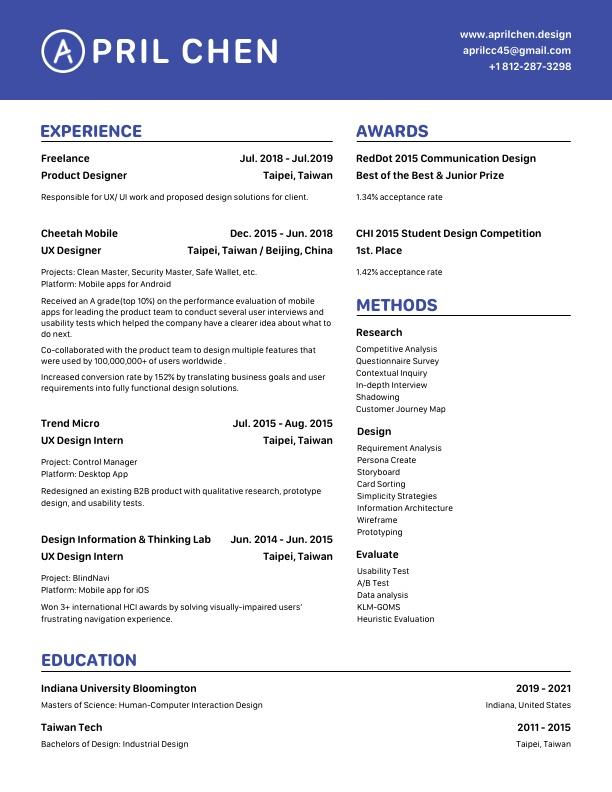 APRIL CHEN
www.aprilchen.design
aprilcc45@gmail.com
+1 812-287-3298
EXPERIENCE
Freelance Jul. 2018 - Jul.2019
Product Designer Taipei, Taiwan
Responsible for UX/ UI work and proposed design solutions for client.
Cheetah Mobile Dec. 2015 - Jun. 2018
UX Designer Taipei, Taiwan / Beijing, China
Projects: Clean Master, Security Master, Safe Wallet, etc.
Platform: Mobile apps for Android
Received an A grade(top 10%) on the performance evaluation of mobile
apps for leading the product team to conduct several user interviews and
usability tests which helped the company have a clearer idea about what to
do next.
Co-collaborated with the product team to design multiple features that
were used by 100,000,000+ of users worldwide .
Increased conversion rate by 152% by translating business goals and user
requirements into fully functional design solutions.
Trend Micro Jul. 2015 - Aug. 2015
UX Design Intern Taipei, Taiwan
Project: Control Manager
Platform: Desktop App
Redesigned an existing B2B product with qualitative research, prototype
design, and usability tests.
Design Information & Thinking Lab Jun. 2014 - Jun. 2015
UX Design Intern Taipei, Taiwan
Project: BlindNavi
Platform: Mobile app for iOS
Won 3+ international HCI awards by solving visually-impaired users'
frustrating navigation experience.
AWARDS
RedDot 2015 Communication Design
Best of the Best & Junior Prize
1.34% acceptance rate
CHI 2015 Student Design Competition
1st. Place
1.42% acceptance rate
METHODS
Research
Competitive Analysis
Questionnaire Survey
Contextual Inquiry
In-depth Interview
Shadowing
Customer Journey Map
Design
Requirement Analysis
Persona Create
Storyboard
Card Sorting
Simplicity Strategies
Information Architecture
Wireframe
Prototyping
Evaluate
Usability Test
A/B Test
Data analysis
KLM-GOMS
Heuristic Evaluation
EDUCATION
Indiana University Bloomington 2019 - 2021
Masters of Science: Human-Computer Interaction Design Indiana, United States
Taiwan Tech 2011 - 2015
Bachelors of Design: Industrial Design Taipei, Taiwan